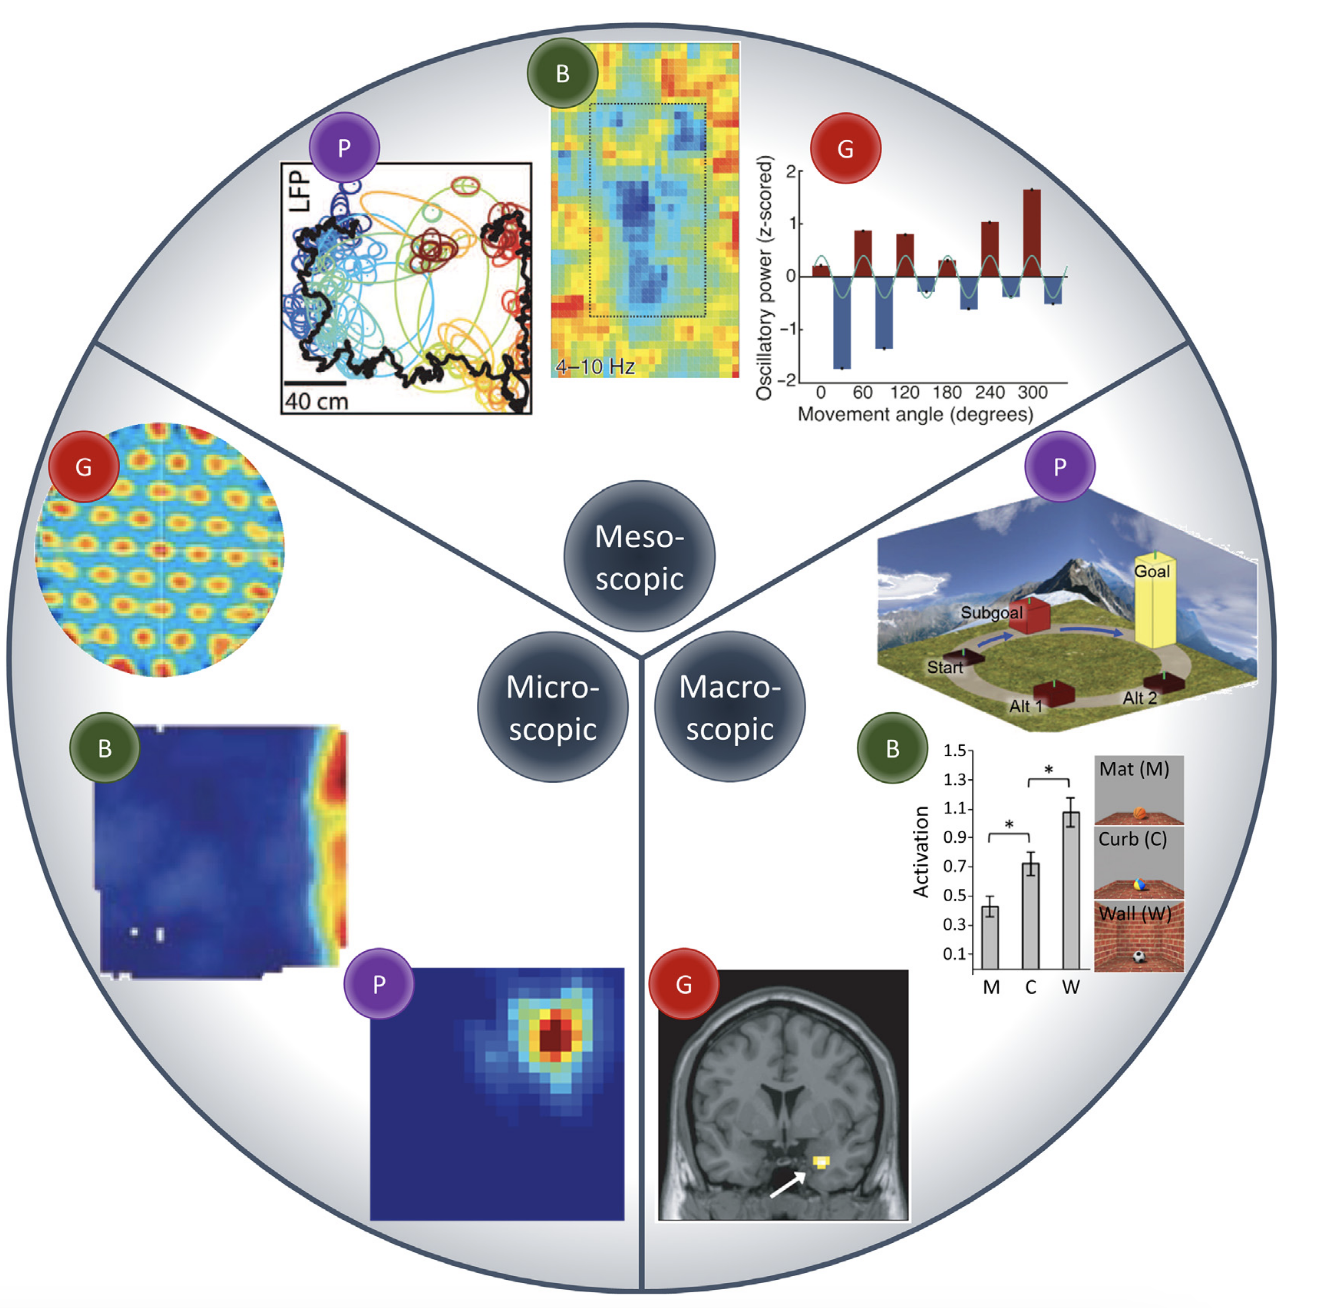 B
P
G
LFP
40 cm
4–10 Hz
Oscillatory power (z-scored)
2
1
0
−1
−2
0 60 120 180 240 300
Movement angle (degrees)
G
P
Meso-
scopic
Goal
Subgoal
Start
Alt 1
Alt 2
Micro-
scopic
Macro-
scopic
B
B
Activation
1.5
1.3
1.1
0.9
0.7
0.5
0.3
0.1
*
*
M C W
Mat (M)
Curb (C)
Wall (W)
P
G